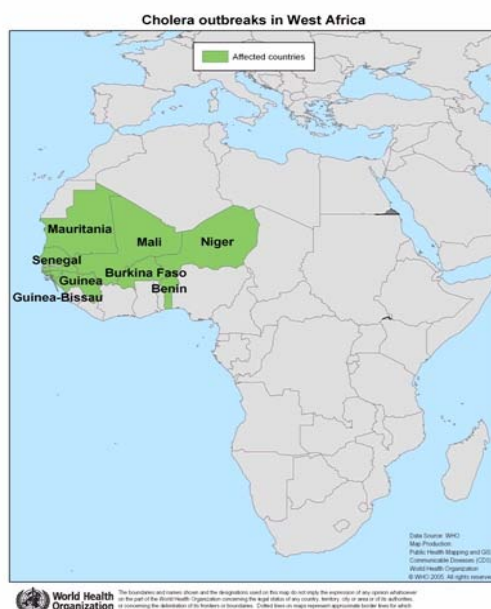 Cholera outbreaks in West Africa
Affected countries
Mauritania
Mali
Niger
Senegal
Burkina Faso
Guinea
Benin
Guinea-Bissau
Data Source: WHO
Map Production:
Public Health Mapping and GIS
Communicable Diseases (CDS)
World Health Organization
© WHO 2005. All rights reserved
World Health
Organization
The boundaries and names shown and the designations used on this map do not imply the expression of any opinion whatsoever
on the part of the World Health Organization concerning the legal status of any country, territory, city or area or of its authorities,
or concerning the delimitation of its frontiers or boundaries. Dotted lines on maps represent approximate border lines for which